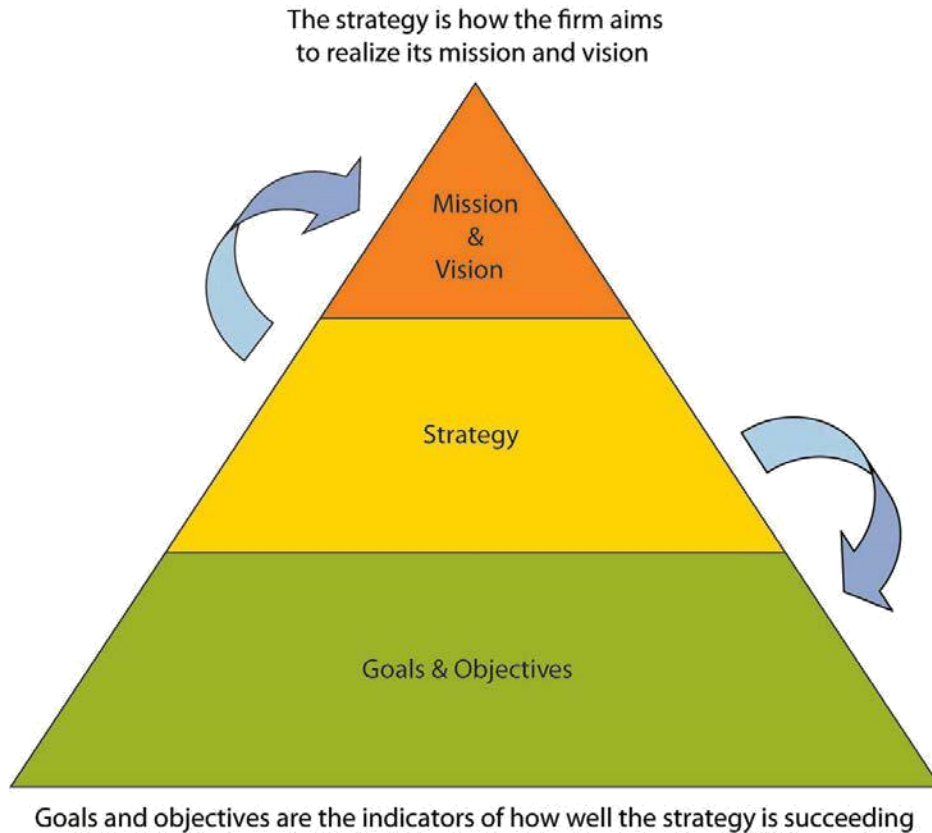 The strategy is how the firm aims
to realize its mission and vision
Mission
&
Vision
Strategy
Goals & Objectives
Goals and objectives are the indicators of how well the strategy is succeeding